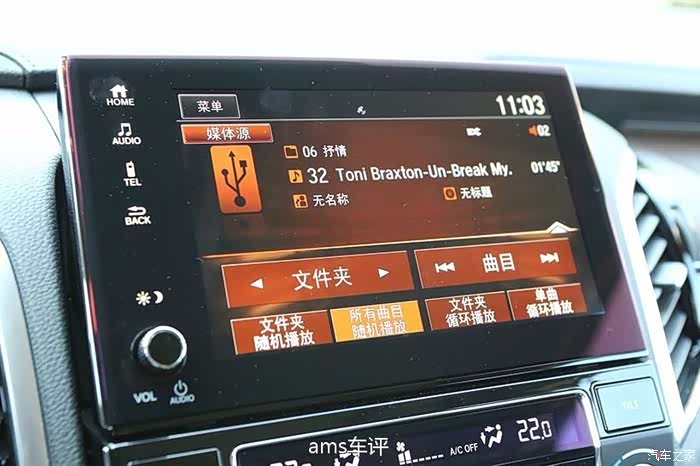 HOME
AUDIO
TEL
BACK
VOL
AUDIO
菜单
11:03
媒体源
02
06 抒情
32 Toni Braxton-Un-Break My.
01'45"
无名称
无标题
文件夹
曲目
文件夹
随机播放
所有曲目
随机播放
文件夹
循环播放
单曲
循环播放
A/C OFF
22.0
TILT
ams车评
汽车之家